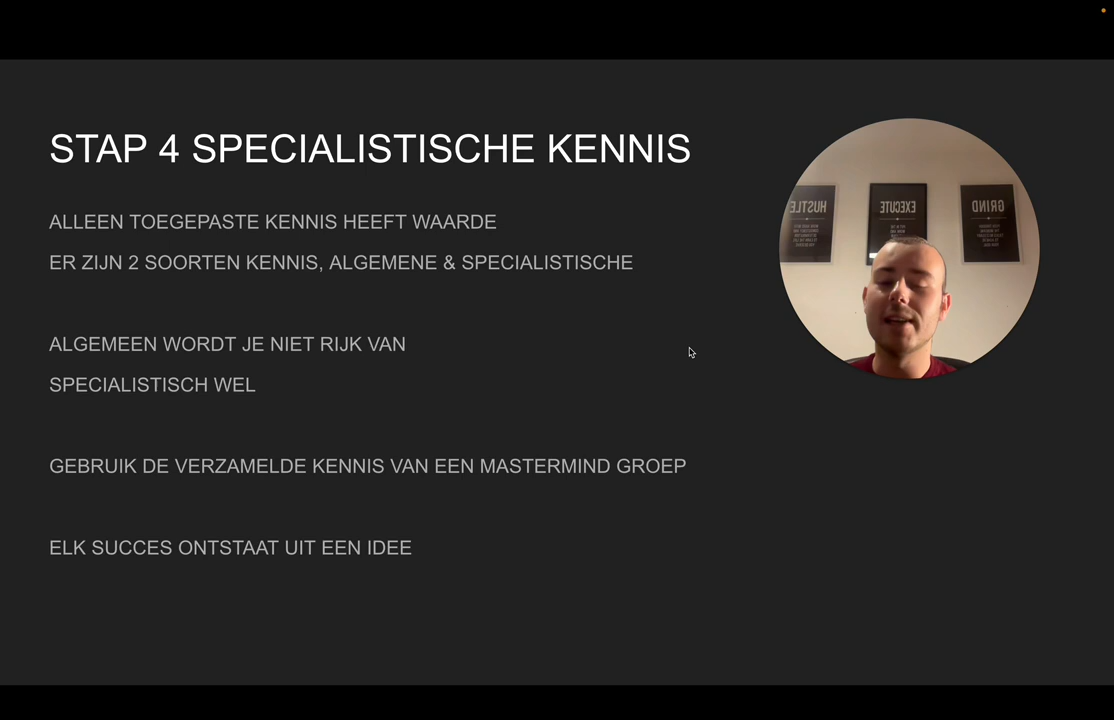 STAP 4 SPECIALISTISCHE KENNIS
ALLEEN TOEGEPASTE KENNIS HEEFT WAARDE
ER ZIJN 2 SOORTEN KENNIS, ALGEMENE & SPECIALISTISCHE
ALGEMEEN WORDT JE NIET RIJK VAN
SPECIALISTISCH WEL
GEBRUIK DE VERZAMELDE KENNIS VAN EEN MASTERMIND GROEP
ELK SUCCES ONTSTAAT UIT EEN IDEE
HUSTLE
EXECUTE
GRIND